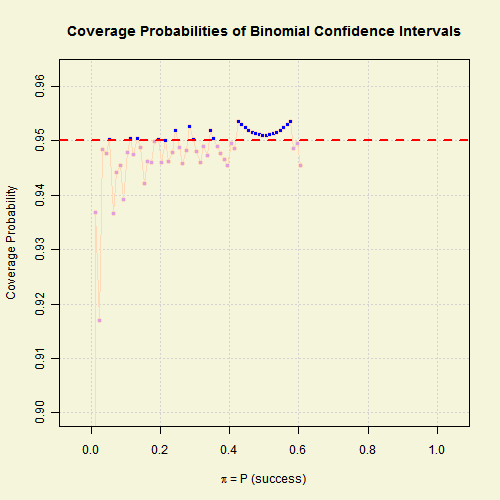 Coverage Probabilities of Binomial Confidence Intervals
Coverage Probability
0.96
0.95
0.94
0.93
0.92
0.91
0.90
0.0 0.2 0.4 0.6 0.8 1.0
π = P (success)